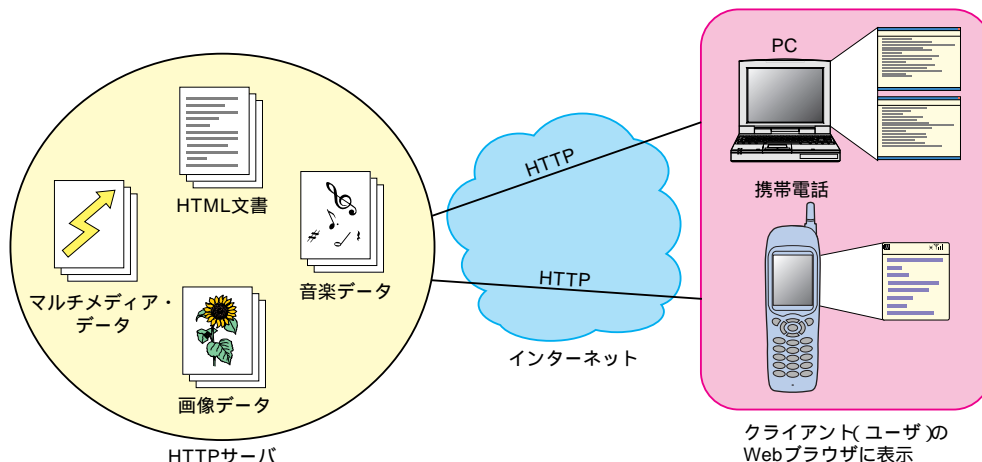 HTML文書
マルチメディア・
データ
音楽データ
画像データ
HTTPサーバ
HTTP
HTTP
インターネット
PC
携帯電話
クライアント(ユーザ)の
Webブラウザに表示